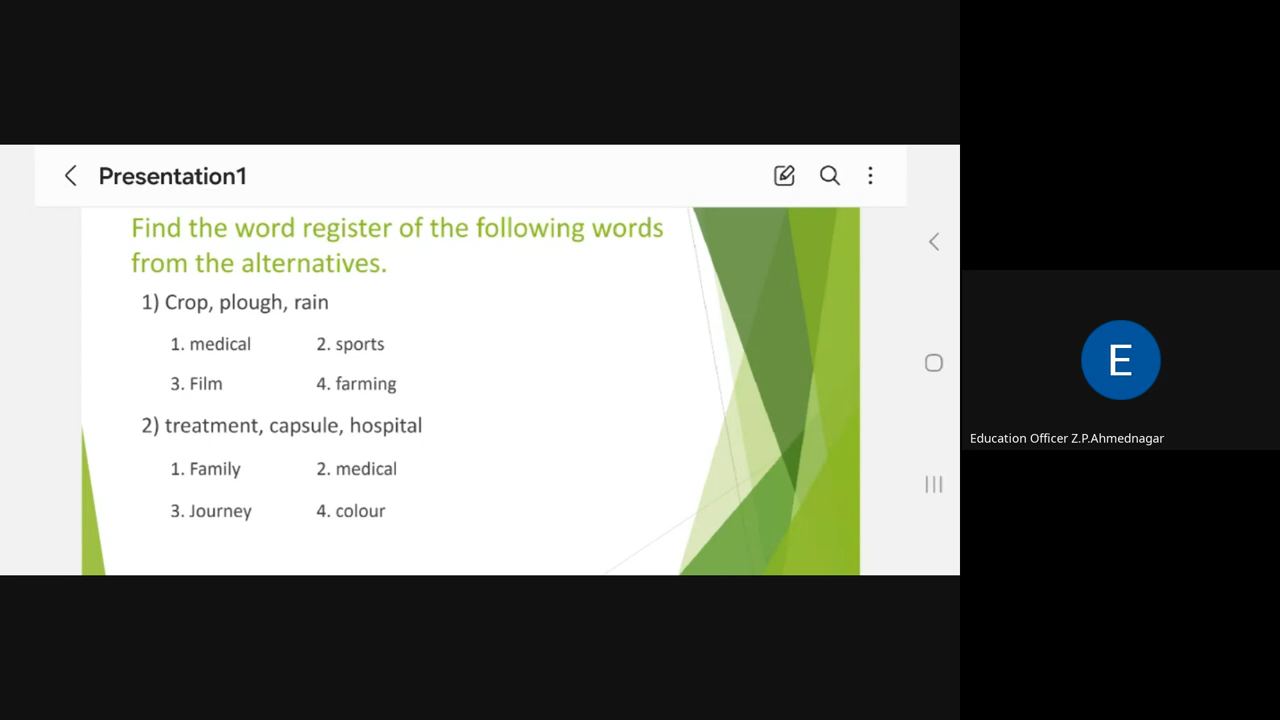 Presentation1
Find the word register of the following words
from the alternatives.
1) Crop, plough, rain
1. medical 2. sports
3. Film 4. farming
2) treatment, capsule, hospital
1. Family 2. medical
3. Journey 4. colour
E
Education Officer Z.P.Ahmednagar